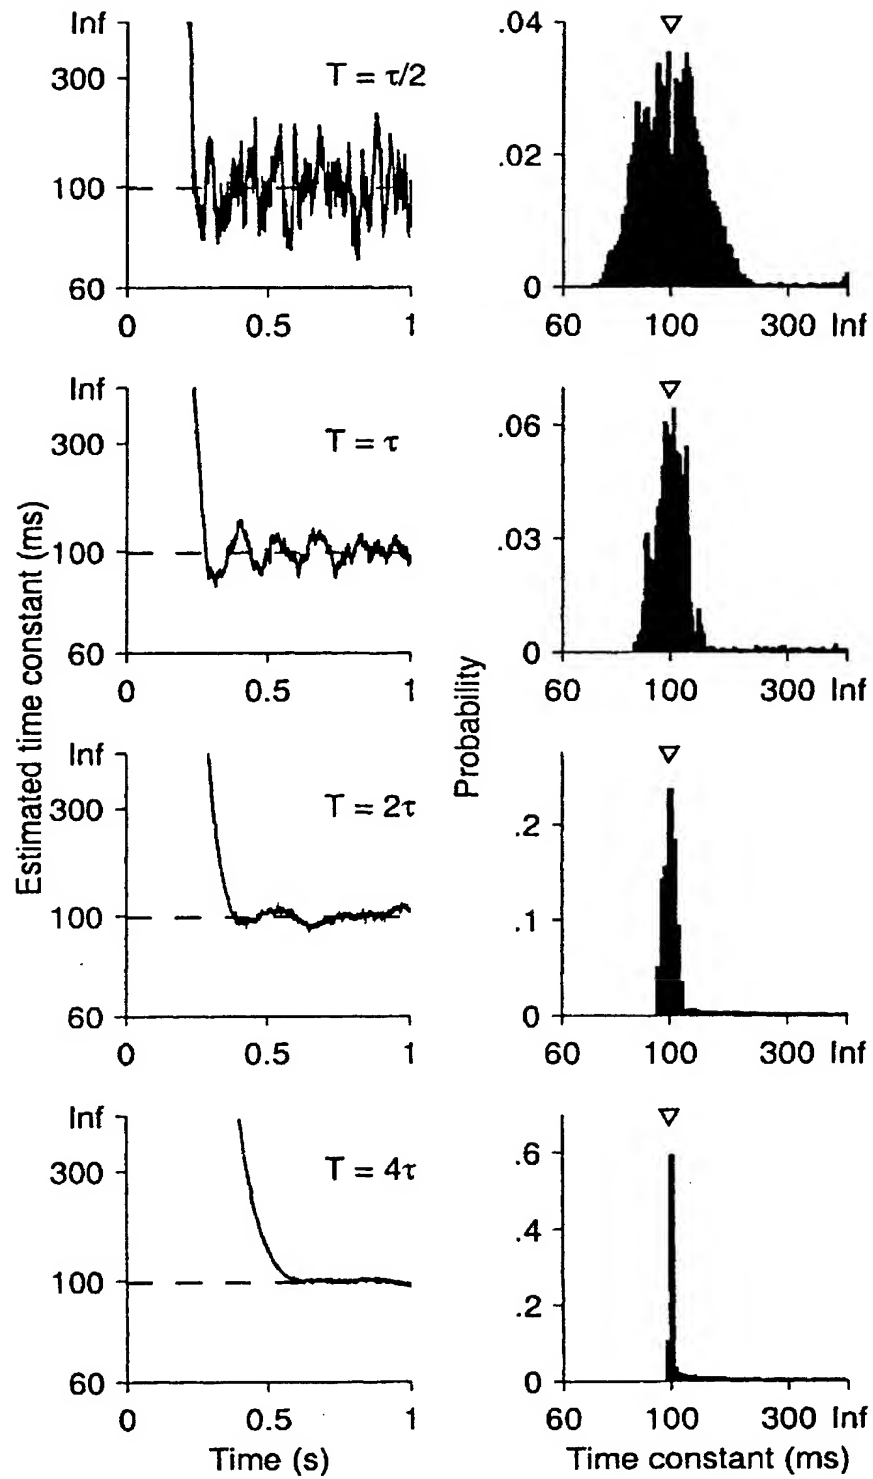 Inf
300
100
60
T = τ/2
0 0.5 1
.04
.02
0
60 100 300 Inf
Inf
300
100
60
T = τ
0 0.5 1
.06
.03
0
60 100 300 Inf
Inf
300
100
60
T = 2τ
0 0.5 1
.2
.1
0
60 100 300 Inf
Inf
300
100
60
T = 4τ
0 0.5 1
.6
.4
.2
0
60 100 300 Inf
Estimated time constant (ms)
Probability
Time (s)
Time constant (ms)